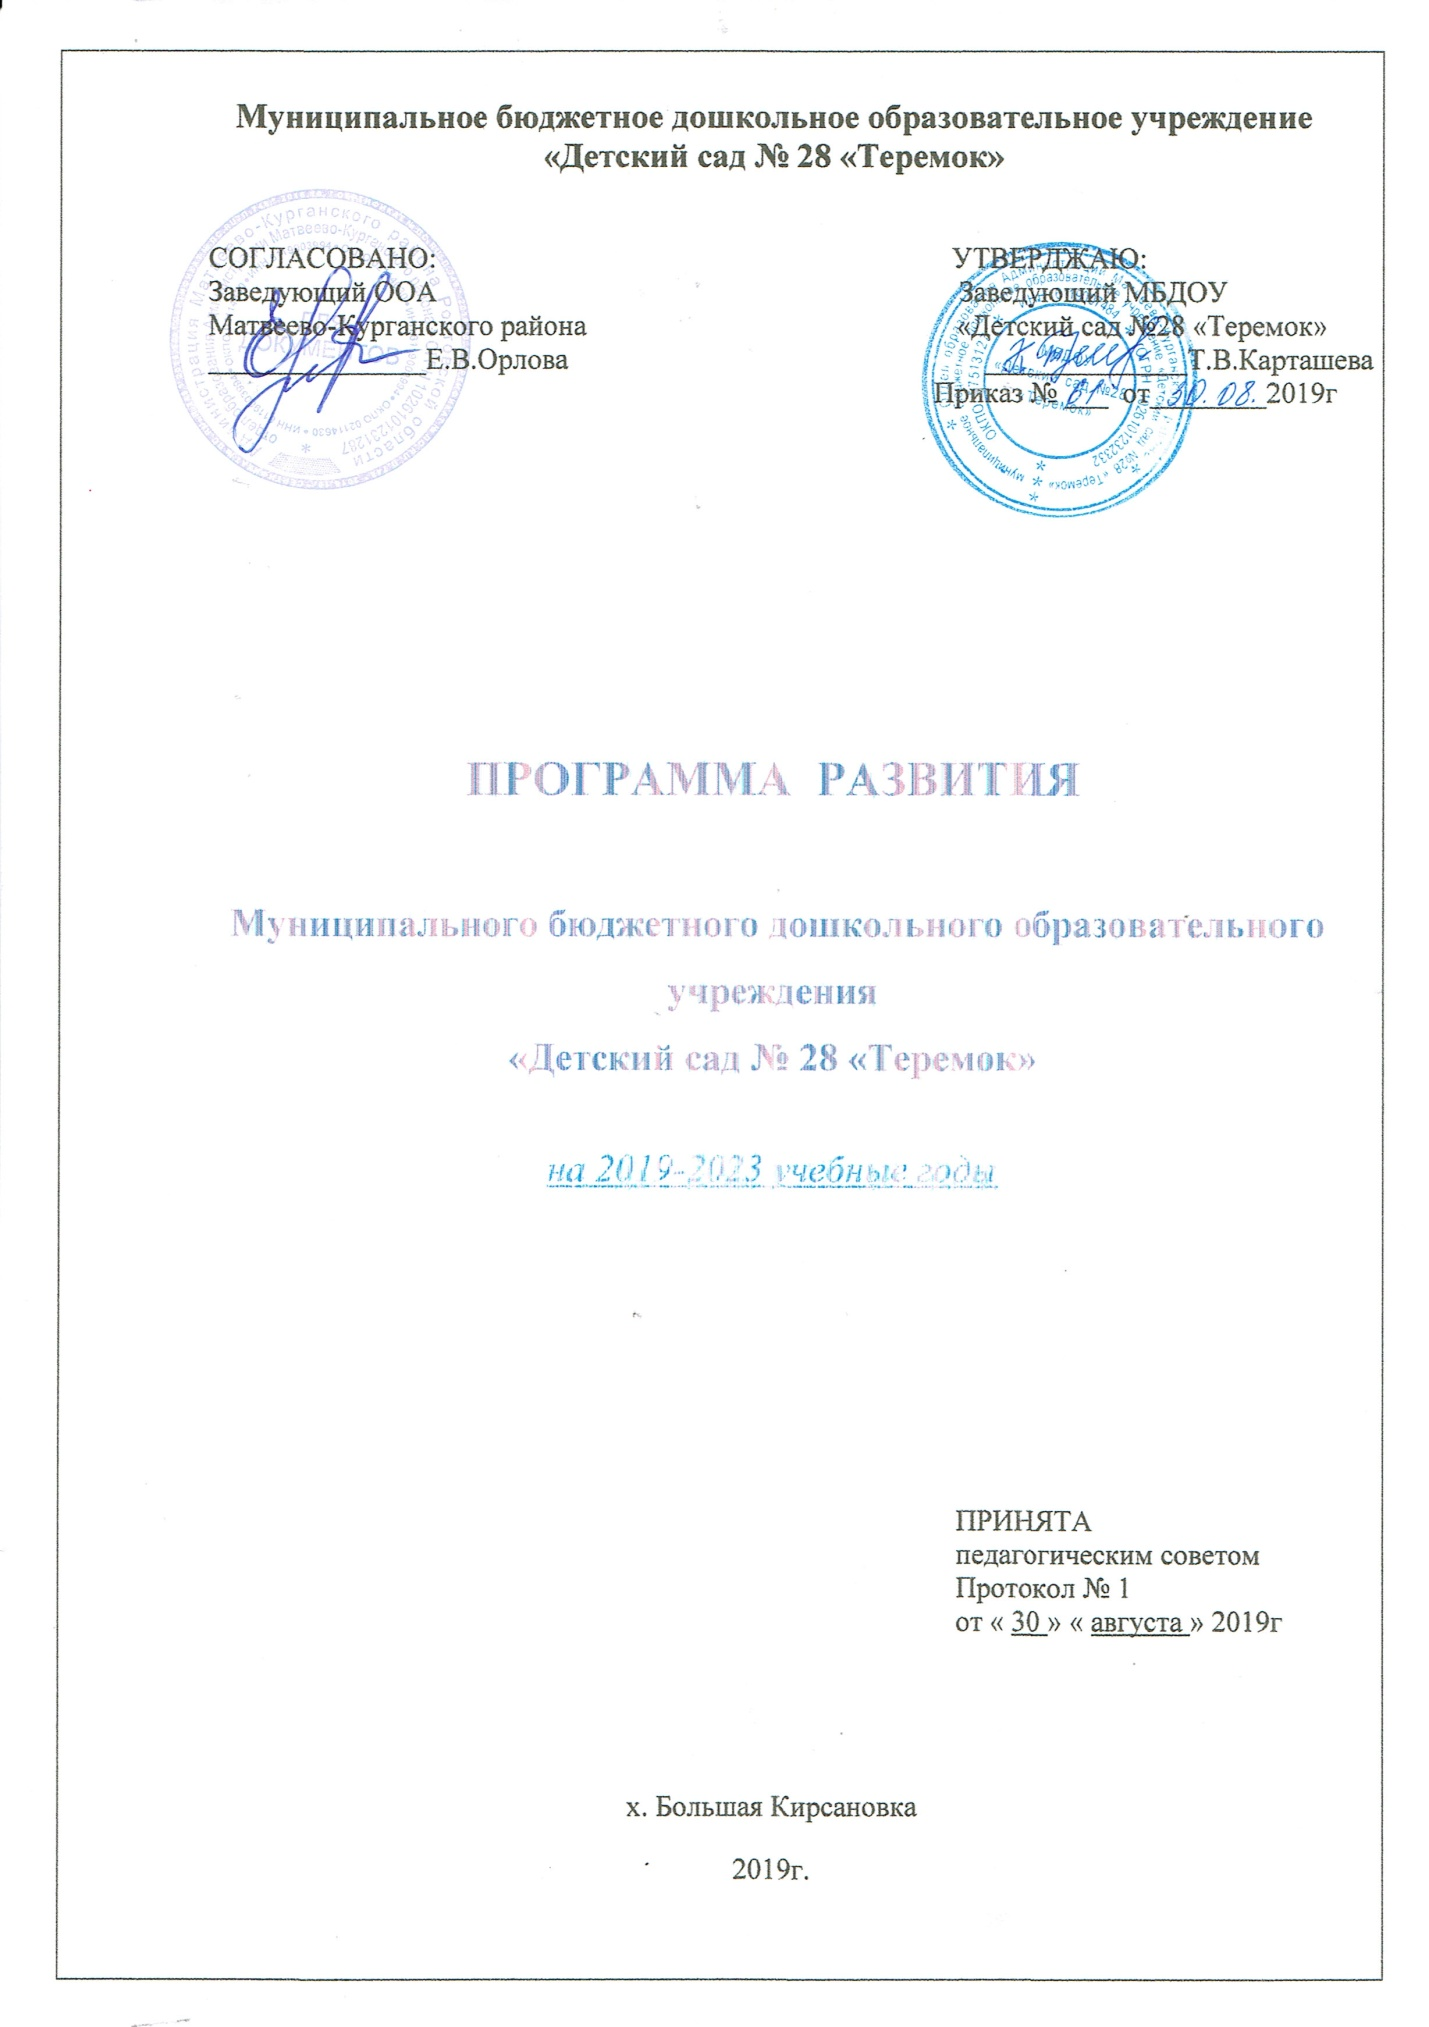 Муниципальное бюджетное дошкольное образовательное учреждение
«Детский сад № 28 «Теремок»
СОГЛАСОВАНО:
Заведующий ООА
Матвеево-Курганского района
Е.В.Орлова
УТВЕРДЖАЮ:
Заведующий МБДОУ
«Детский сад №28 «Теремок»
Т.В.Карташева
Приказ № 81 от 30.08. 2019г
ПРОГРАММА РАЗВИТИЯ
Муниципального бюджетного дошкольного образовательного
учреждения
«Детский сад № 28 «Теремок»
на 2019-2023 учебные годы
ПРИНЯТА
педагогическим советом
Протокол № 1
от « 30 » « августа » 2019г
х. Большая Кирсановка
2019г.